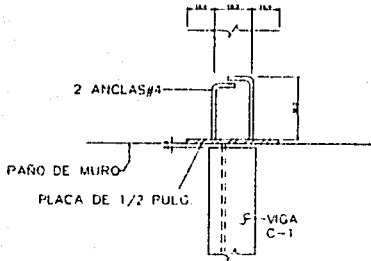 2 ANCLAS#4
PAÑO DE MURO
PLACA DE 1/2 PULG.
VIGA
C-1